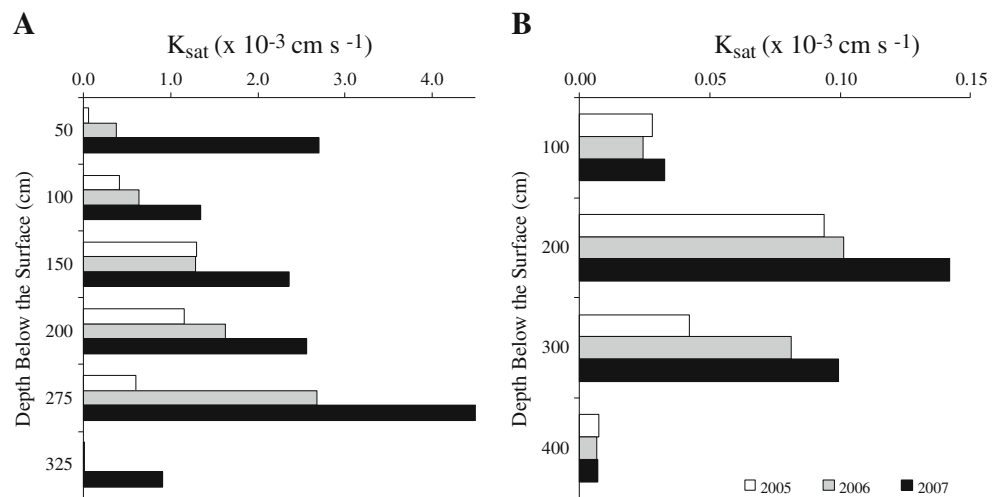 A
K_sat (x 10^-3 cm s^-1)
0.0 1.0 2.0 3.0 4.0
Depth Below the Surface (cm)
50
100
150
200
275
325
B
K_sat (x 10^-3 cm s^-1)
0.00 0.05 0.10 0.15
Depth Below the Surface (cm)
100
200
300
400
2005 2006 2007